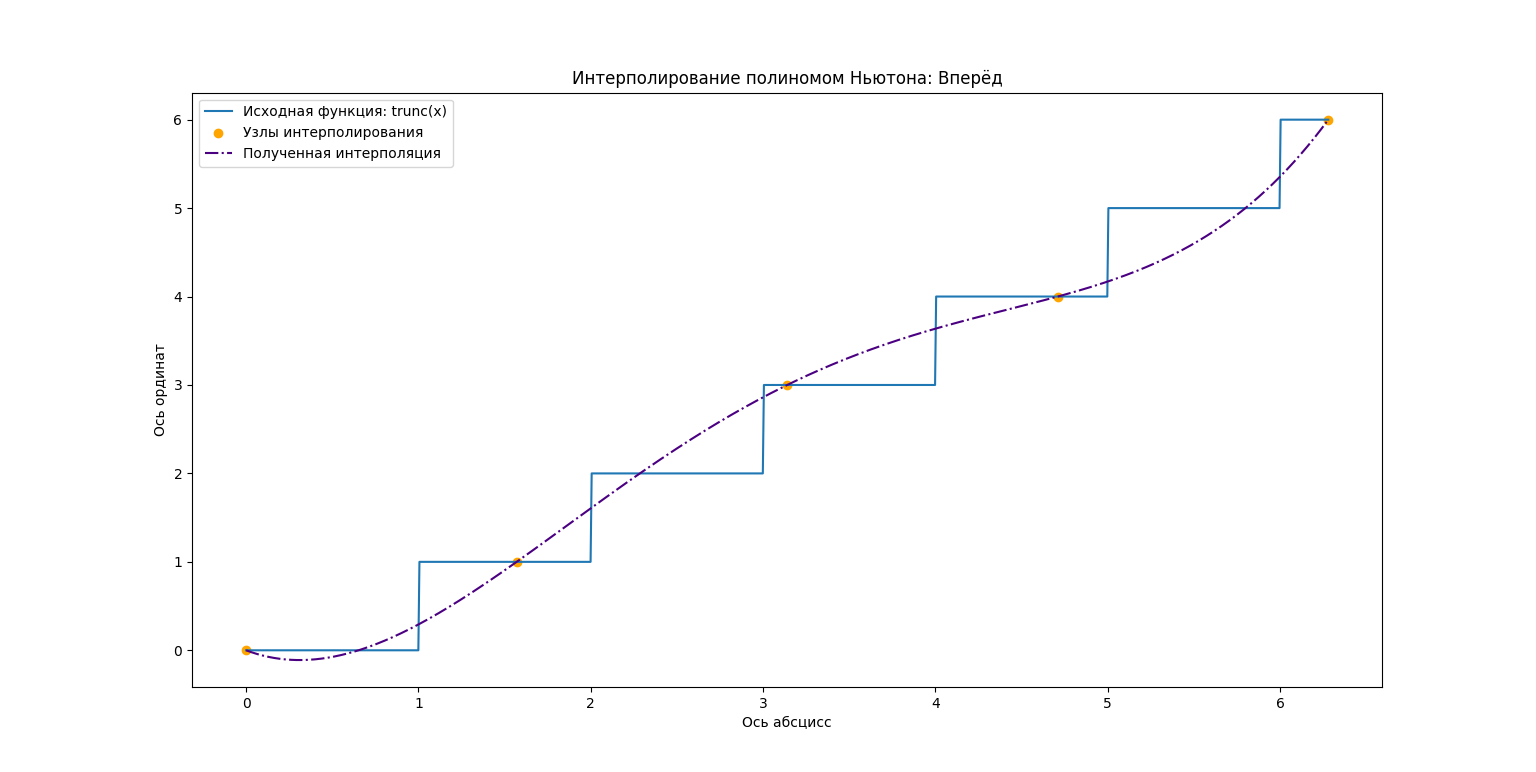 Интерполирование полиномом Ньютона: Вперёд
Исходная функция: trunc(x)
Узлы интерполирования
Полученная интерполяция
6
5
4
3
2
1
0
Ось ординат
0 1 2 3 4 5 6
Ось абсцисс